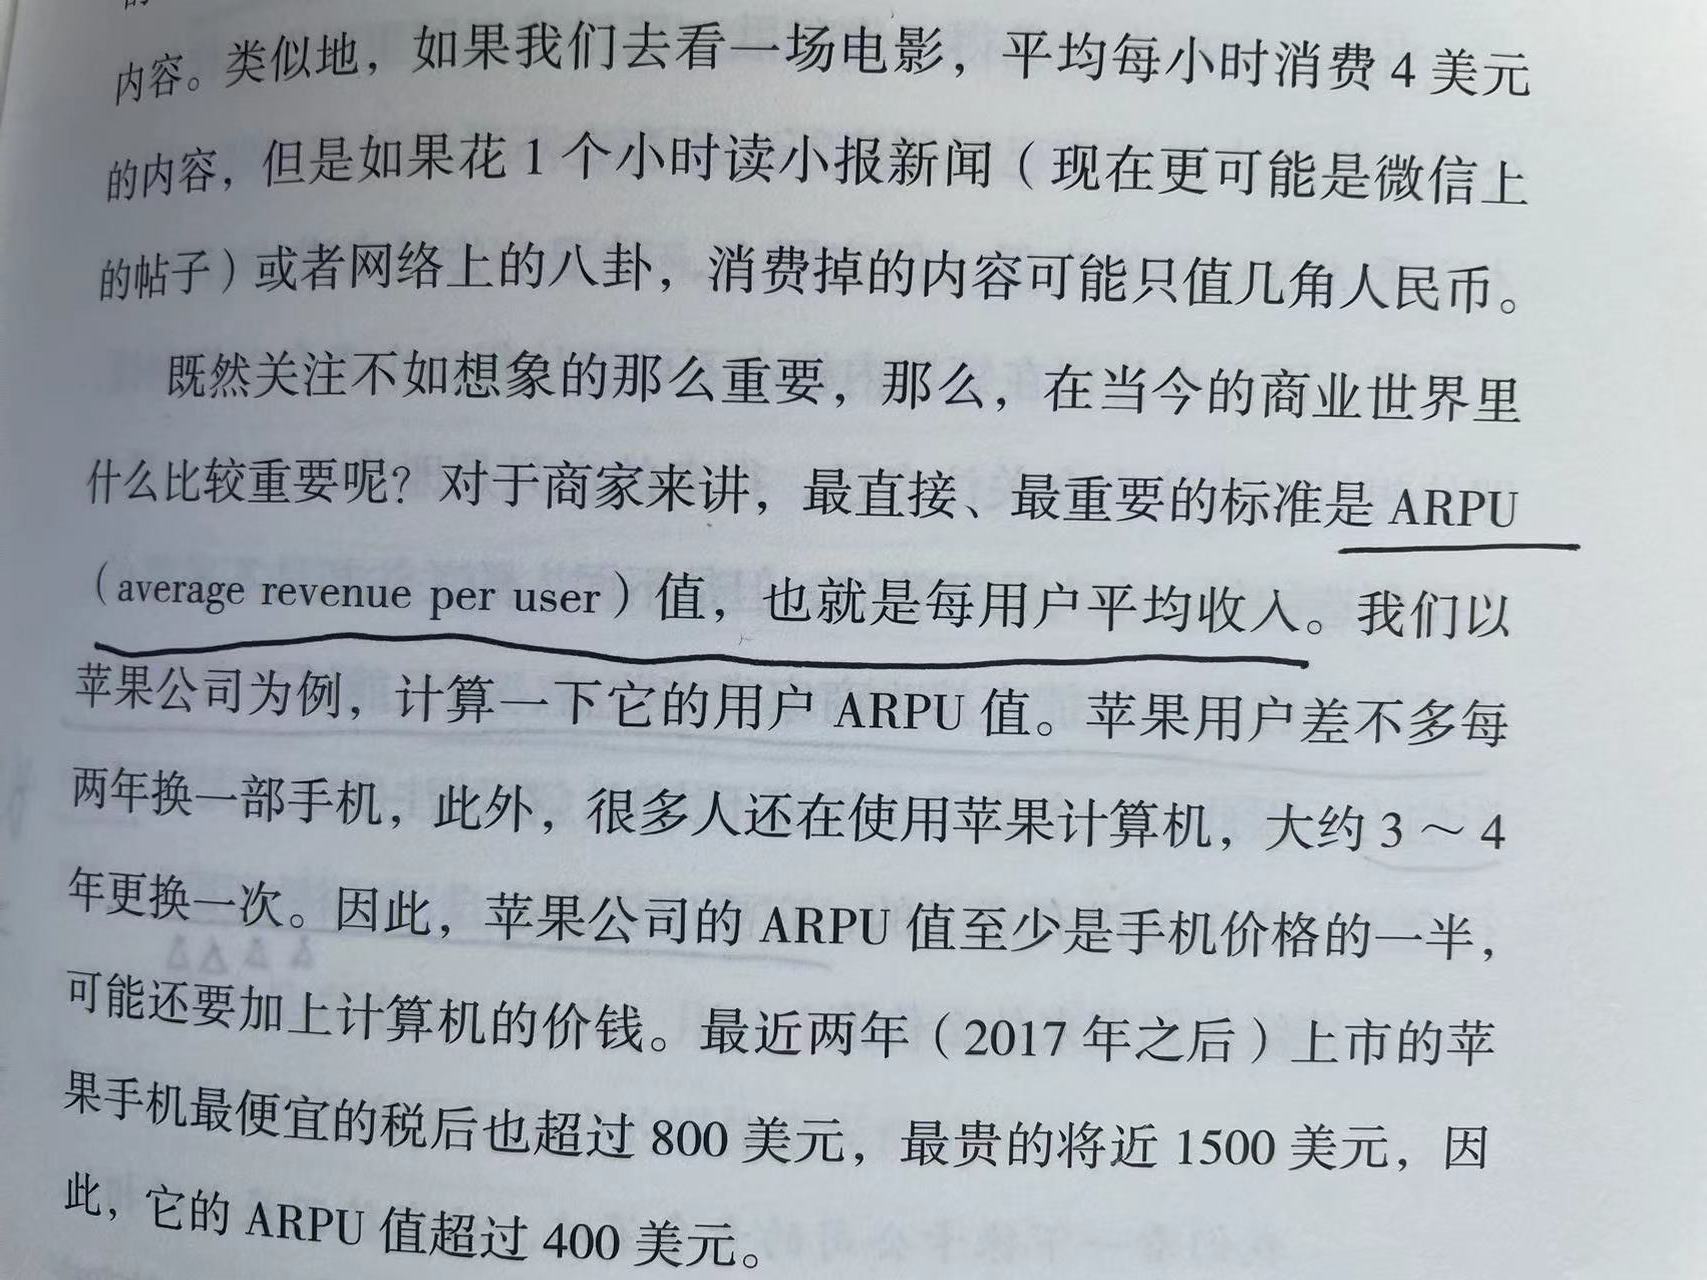 内容。类似地，如果我们去看一场电影，平均每小时消费 4 美元
的内容，但是如果花 1 个小时读小报新闻（现在更可能是微信上
的帖子）或者网络上的八卦，消费掉的内容可能只值几角人民币。
既然关注不如想象的那么重要，那么，在当今的商业世界里
什么比较重要呢？对于商家来讲，最直接、最重要的标准是 ARPU
（average revenue per user）值，也就是每用户平均收入。我们以
苹果公司为例，计算一下它的用户 ARPU 值。苹果用户差不多每
两年换一部手机，此外，很多人还在使用苹果计算机，大约 3 ～ 4
年更换一次。因此，苹果公司的 ARPU 值至少是手机价格的一半，
可能还要加上计算机的价钱。最近两年（2017 年之后）上市的苹
果手机最便宜的税后也超过 800 美元，最贵的将近 1500 美元，因
此，它的 ARPU 值超过 400 美元。